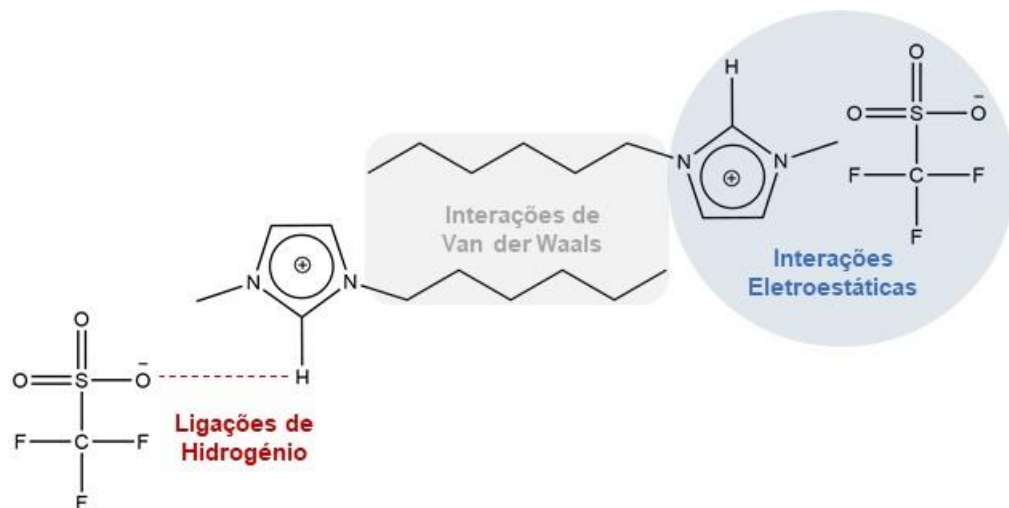 H
O
O=S-O⁻
N
N
⊕
F-C-F
F
Interações de
Van der Waals
Interações
Eletroestáticas
⊕
N
N
O
O=S-O⁻
H
F-C-F
F
Ligações de
Hidrogénio